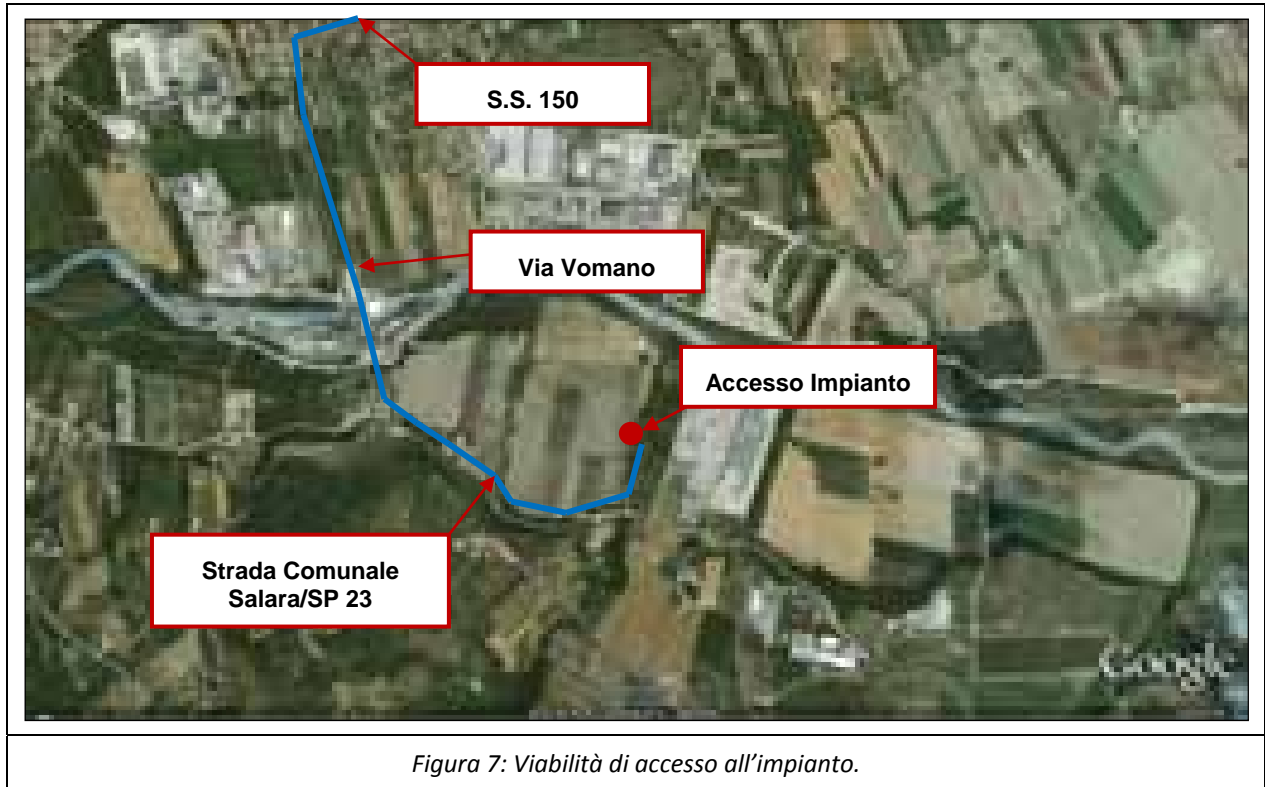 S.S. 150
Via Vomano
Accesso Impianto
Strada Comunale
Salara/SP 23
Google
Figura 7: Viabilità di accesso all'impianto.